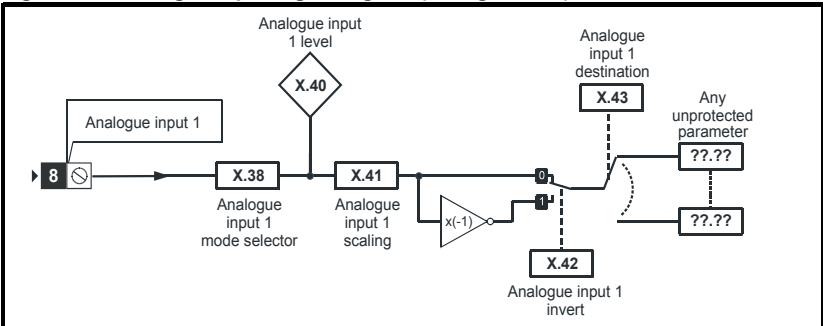 Analogue input
1 level
X.40
Analogue input 1
8
X.38
Analogue
input 1
mode selector
X.41
Analogue
input 1
scaling
x(-1)
0
1
X.42
Analogue input 1
invert
Analogue
input 1
destination
X.43
Any
unprotected
parameter
??.??
??.??